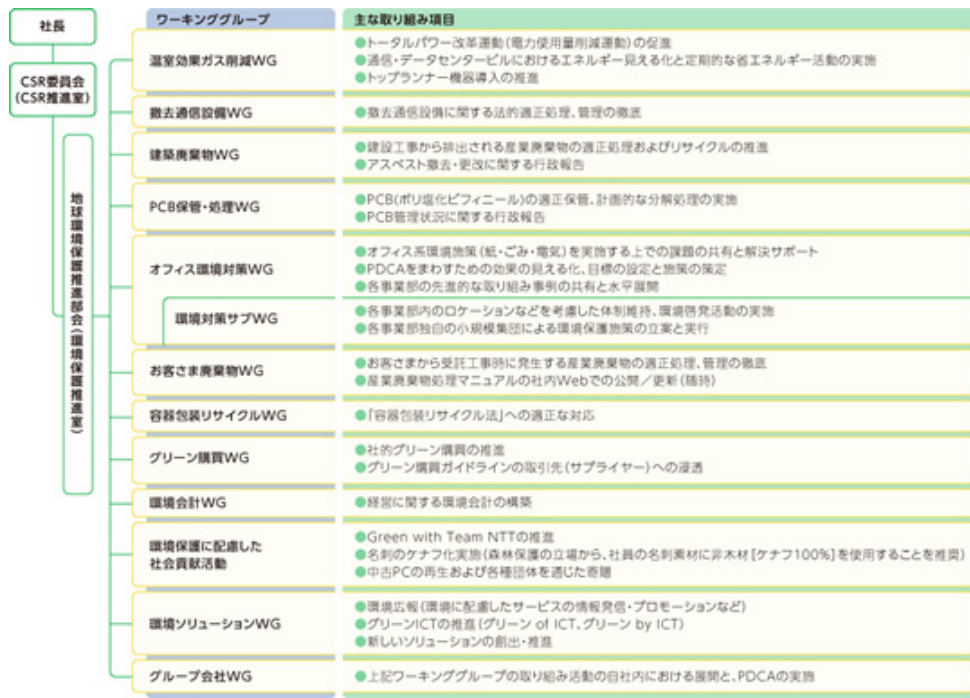 社長
CSR委員会
(CSR推進室)
地球環境保護推進部会(環境保護推進室)
ワーキンググループ
主な取り組み項目
温室効果ガス削減WG
●トータルパワー改革運動(電力使用量削減運動)の促進
●通信・データセンタービルにおけるエネルギー見える化と定期的な省エネルギー活動の実施
●トップランナー機器導入の推進
撤去通信設備WG
●撤去通信設備に関する法的適正処理、管理の徹底
建築廃棄物WG
●建設工事から排出される産業廃棄物の適正処理およびリサイクルの推進
●アスベスト撤去・更改に関する行政報告
PCB保管・処理WG
●PCB(ポリ塩化ビフィニール)の適正保管、計画的な分解処理の実施
●PCB管理状況に関する行政報告
オフィス環境対策WG
●オフィス系環境施策(紙・ごみ・電気)を実施する上での課題の共有と解決サポート
●PDCAをまわすための効果の見える化、目標の設定と施策の策定
●各事業部の先進的な取り組み事例の共有と水平展開
環境対策サブWG
●各事業部内のロケーションなどを考慮した体制維持、環境啓発活動の実施
●各事業部独自の小規模集団による環境保護施策の立案と実行
お客さま廃棄物WG
●お客さまから受託工事時に発生する産業廃棄物の適正処理、管理の徹底
●産業廃棄物処理マニュアルの社内Webでの公開/更新(随時)
容器包装リサイクルWG
●「容器包装リサイクル法」への適正な対応
グリーン購買WG
●社的グリーン購買の推進
●グリーン購買ガイドラインの取引先(サプライヤー)への浸透
環境会計WG
●経営に関する環境会計の構築
環境保護に配慮した
社会貢献活動
●Green with Team NTTの推進
●名刺のケナフ化実施(森林保護の立場から、社員の名刺素材に非木材[ケナフ100%]を使用することを推奨)
●中古PCの再生および各種団体を通じた寄贈
環境ソリューションWG
●環境広報(環境に配慮したサービスの情報発信・プロモーションなど)
●グリーンICTの推進(グリーン of ICT、グリーン by ICT)
●新しいソリューションの創出・推進
グループ会社WG
●上記ワーキンググループの取り組み活動の自社内における展開と、PDCAの実施